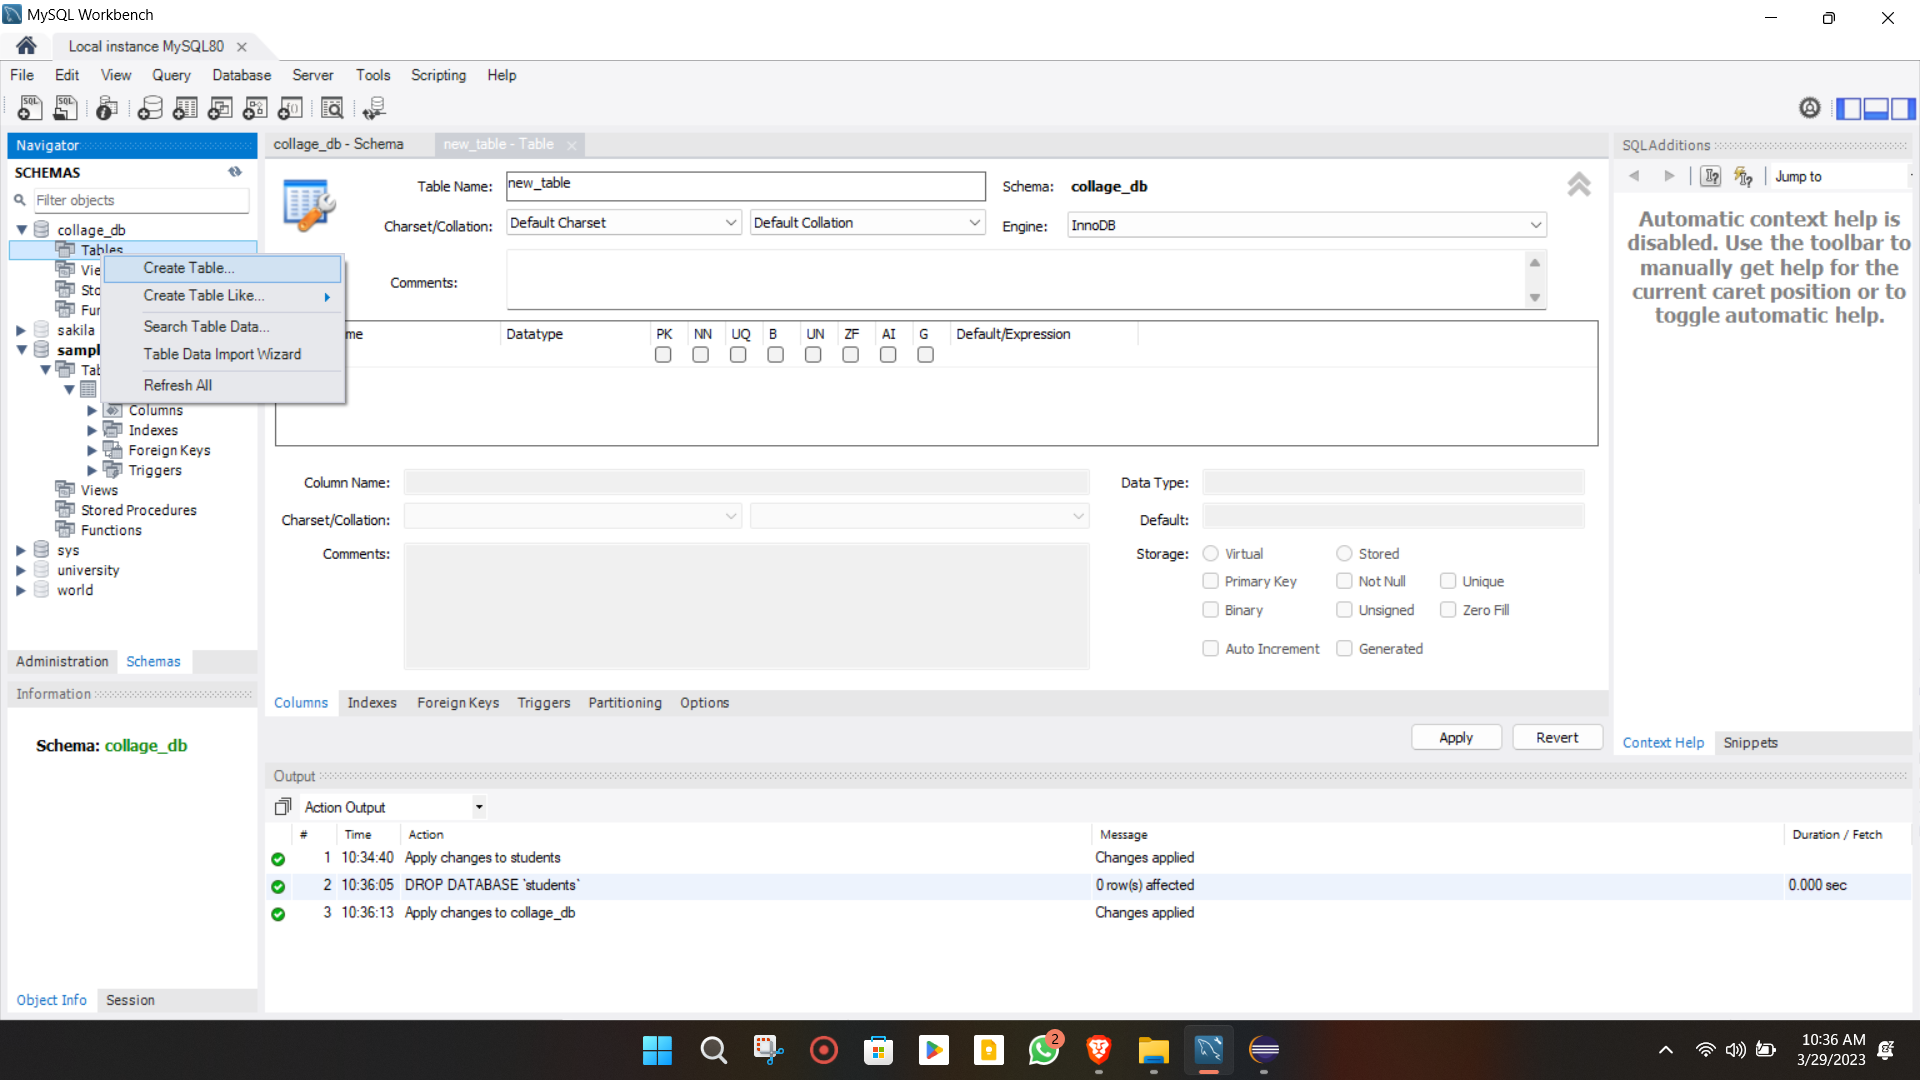 MySQL Workbench
Local instance MySQL80
File Edit View Query Database Server Tools Scripting Help
Navigator
SCHEMAS
Filter objects
collage_db
Tables
Vie
Sto
Fur
sakila
sampl
Tab
Columns
Indexes
Foreign Keys
Triggers
Views
Stored Procedures
Functions
sys
university
world
Create Table...
Create Table Like...
Search Table Data...
Table Data Import Wizard
Refresh All
Administration Schemas
Information
Schema: collage_db
Object Info Session
collage_db - Schema new_table - Table
Table Name: new_table Schema: collage_db
Charset/Collation: Default Charset Default Collation Engine: InnoDB
Comments:
me Datatype PK NN UQ B UN ZF AI G Default/Expression
Column Name: Data Type:
Charset/Collation: Default:
Comments: Storage: Virtual Stored
Primary Key Not Null Unique
Binary Unsigned Zero Fill
Auto Increment Generated
Columns Indexes Foreign Keys Triggers Partitioning Options
Apply Revert
SQLAdditions
Jump to
Automatic context help is
disabled. Use the toolbar to
manually get help for the
current caret position or to
toggle automatic help.
Context Help Snippets
Output
Action Output
# Time Action Message Duration / Fetch
1 10:34:40 Apply changes to students Changes applied
2 10:36:05 DROP DATABASE `students` 0 row(s) affected 0.000 sec
3 10:36:13 Apply changes to collage_db Changes applied
2
10:36 AM
3/29/2023